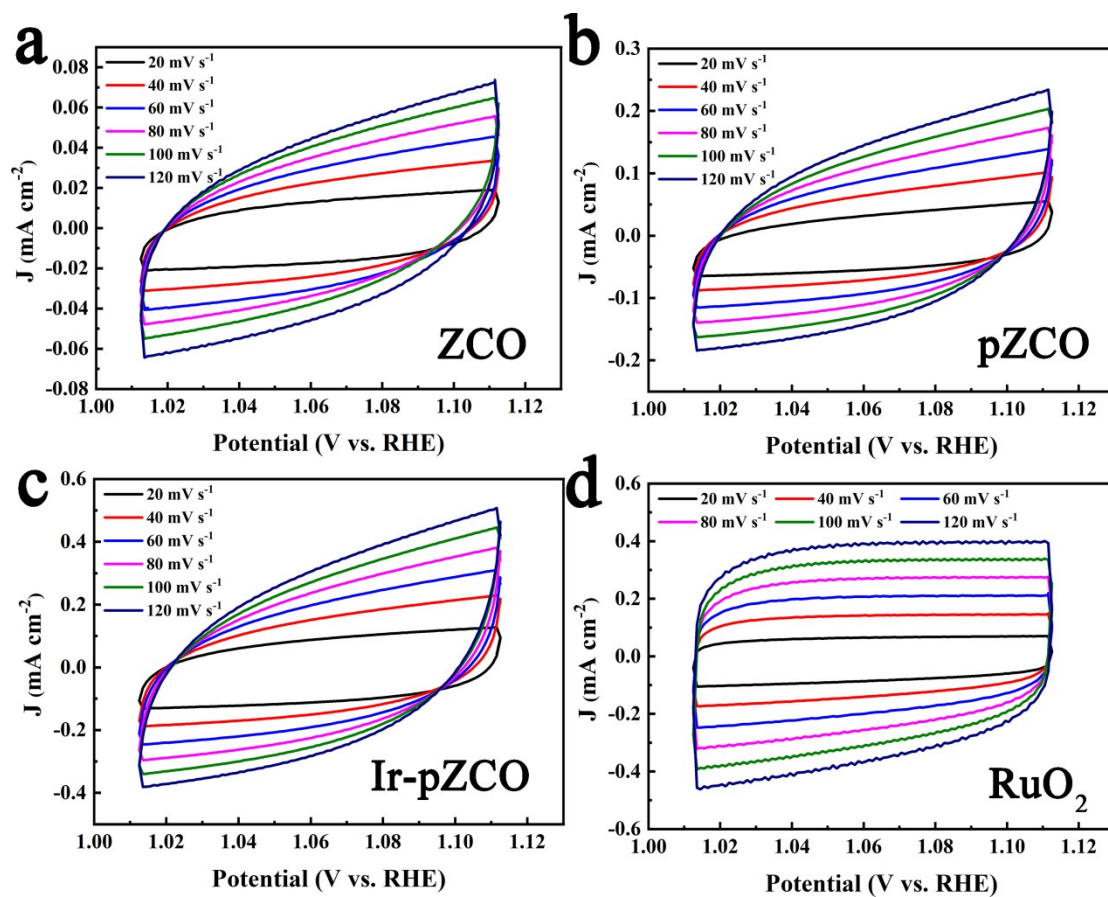 a
0.08
0.06
0.04
0.02
0.00
-0.02
-0.04
-0.06
-0.08
J (mA cm⁻²)
20 mV s⁻¹
40 mV s⁻¹
60 mV s⁻¹
80 mV s⁻¹
100 mV s⁻¹
120 mV s⁻¹
ZCO
1.00 1.02 1.04 1.06 1.08 1.10 1.12
Potential (V vs. RHE)
b
0.3
0.2
0.1
0.0
-0.1
-0.2
J (mA cm⁻²)
20 mV s⁻¹
40 mV s⁻¹
60 mV s⁻¹
80 mV s⁻¹
100 mV s⁻¹
120 mV s⁻¹
pZCO
1.00 1.02 1.04 1.06 1.08 1.10 1.12
Potential (V vs. RHE)
c
0.6
0.4
0.2
0.0
-0.2
-0.4
J (mA cm⁻²)
20 mV s⁻¹
40 mV s⁻¹
60 mV s⁻¹
80 mV s⁻¹
100 mV s⁻¹
120 mV s⁻¹
Ir-pZCO
1.00 1.02 1.04 1.06 1.08 1.10 1.12
Potential (V vs. RHE)
d
0.6
0.4
0.2
0.0
-0.2
-0.4
-0.6
J (mA cm⁻²)
20 mV s⁻¹ 40 mV s⁻¹ 60 mV s⁻¹
80 mV s⁻¹ 100 mV s⁻¹ 120 mV s⁻¹
RuO₂
1.00 1.02 1.04 1.06 1.08 1.10 1.12
Potential (V vs. RHE)